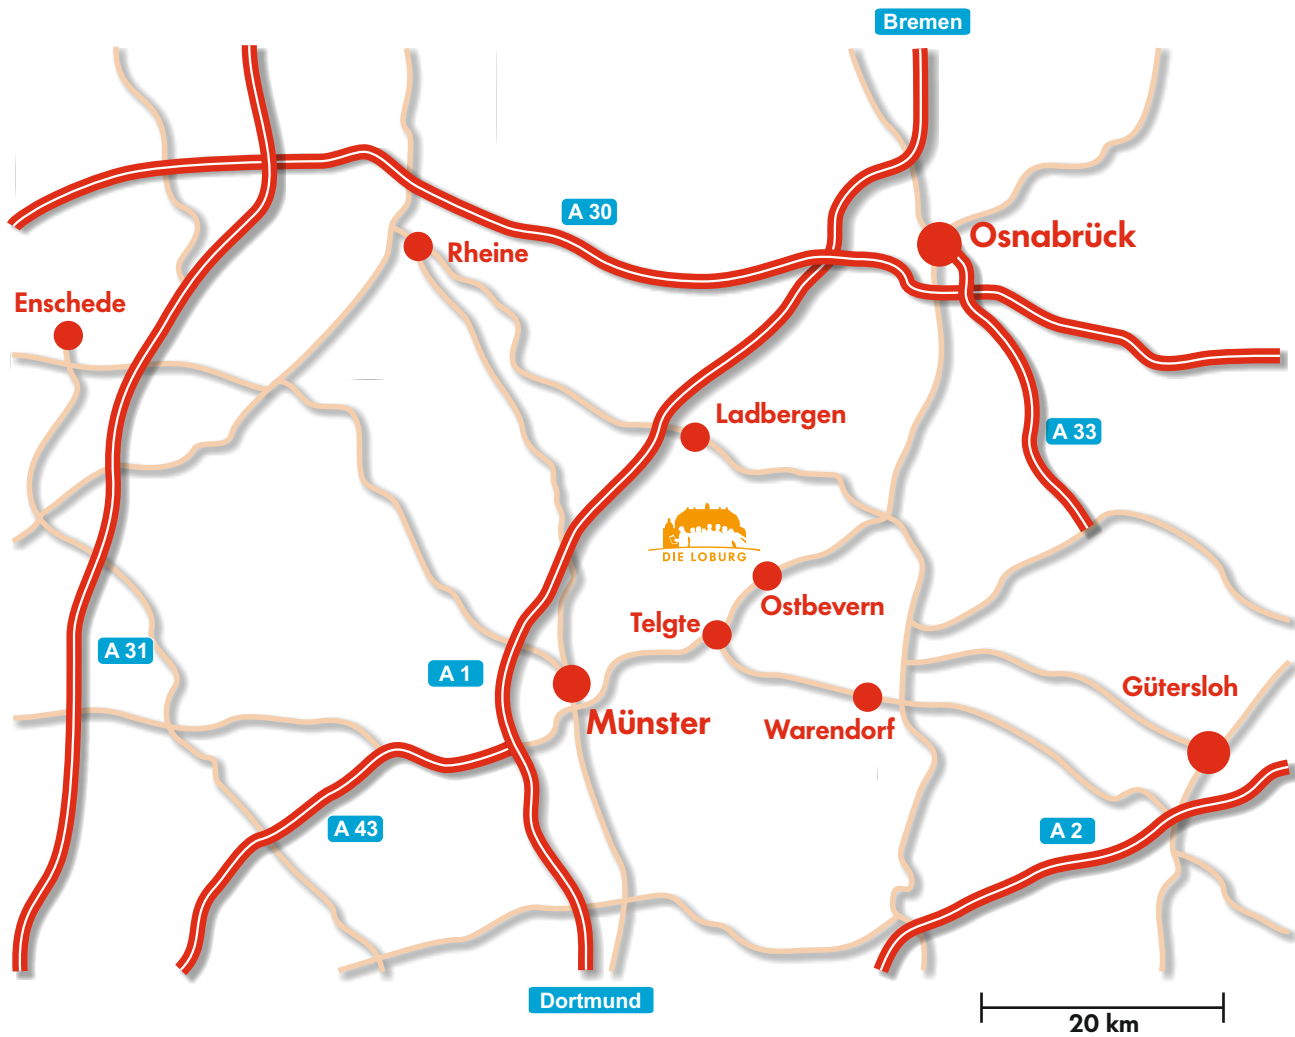 Bremen
A 30
Osnabrück
Rheine
Enschede
Ladbergen
A 33
DIE LOBURG
Ostbevern
Telgte
A 31
A 1
Gütersloh
Münster
Warendorf
A 43
A 2
Dortmund
20 km